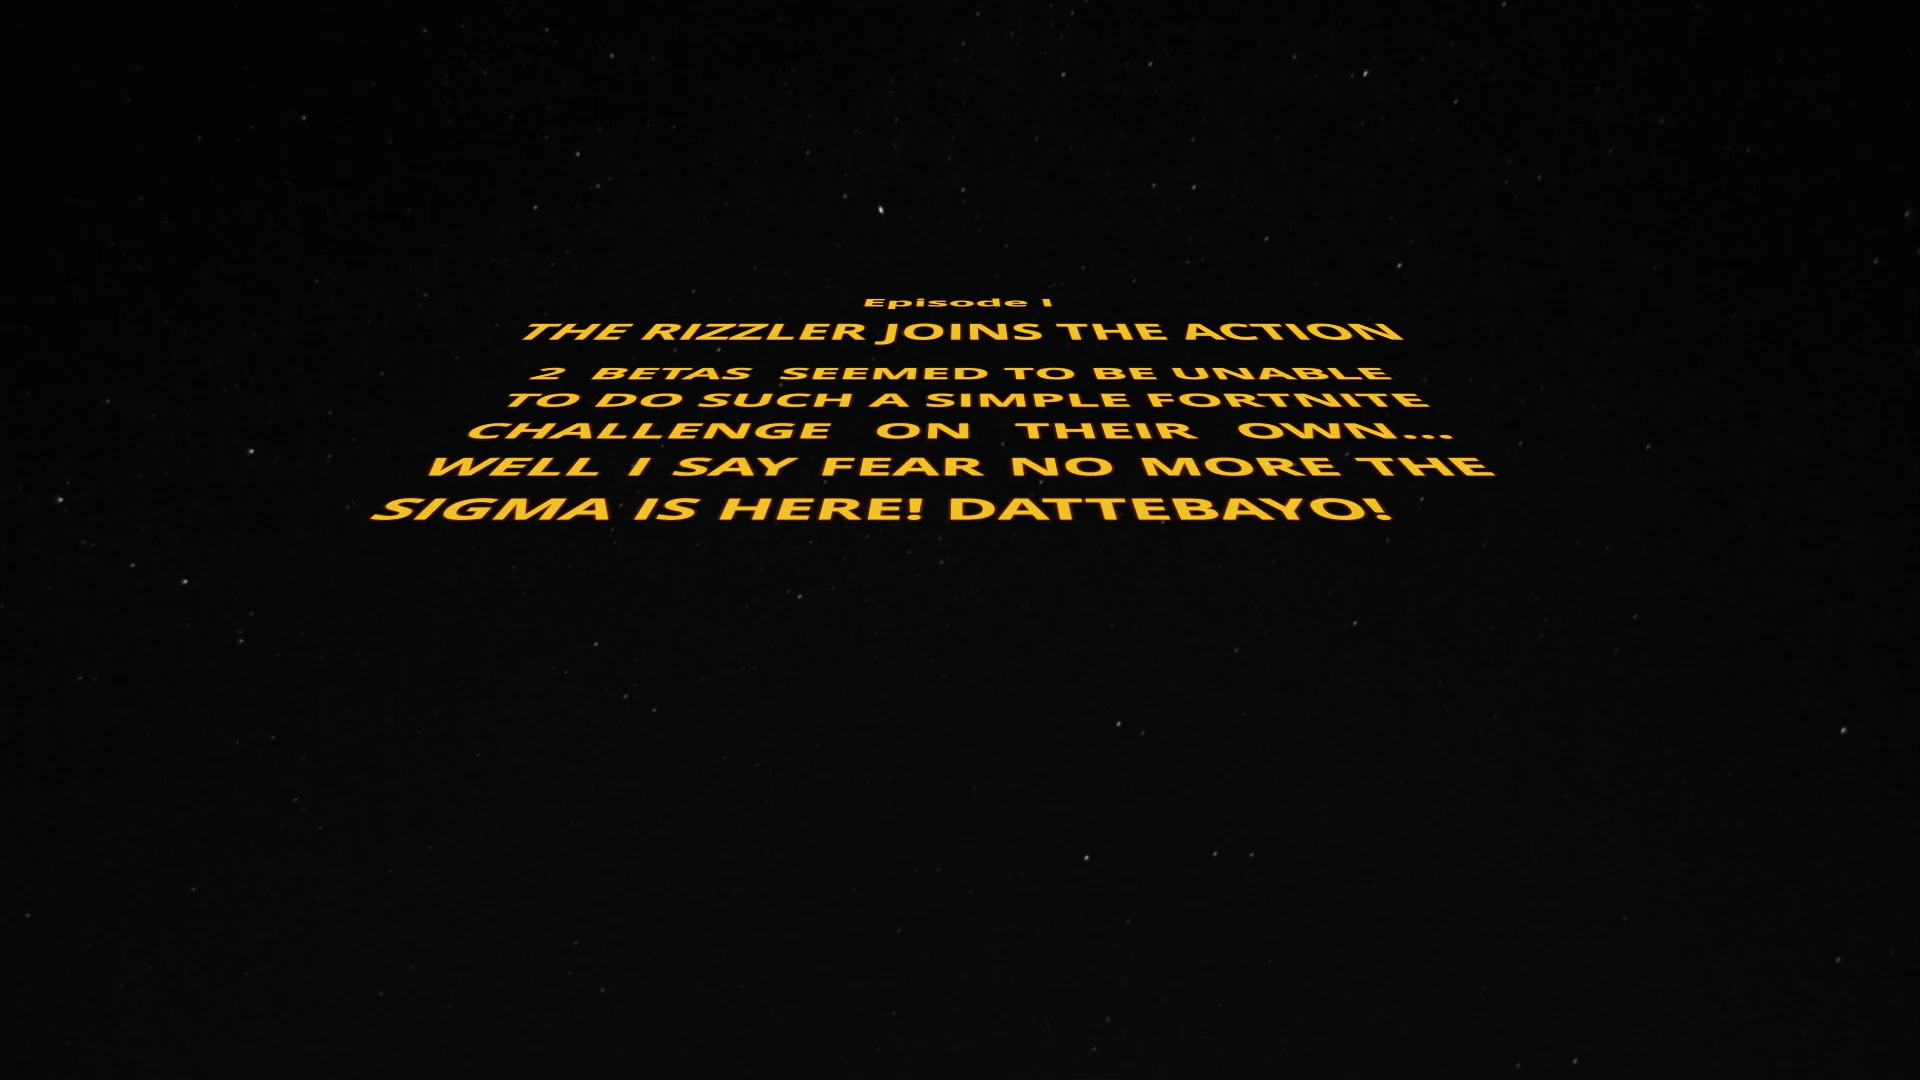 Episode I
THE RIZZLER JOINS THE ACTION
2 BETAS SEEMED TO BE UNABLE
TO DO SUCH A SIMPLE FORTNITE
CHALLENGE ON THEIR OWN...
WELL I SAY FEAR NO MORE THE
SIGMA IS HERE! DATTEBAYO!